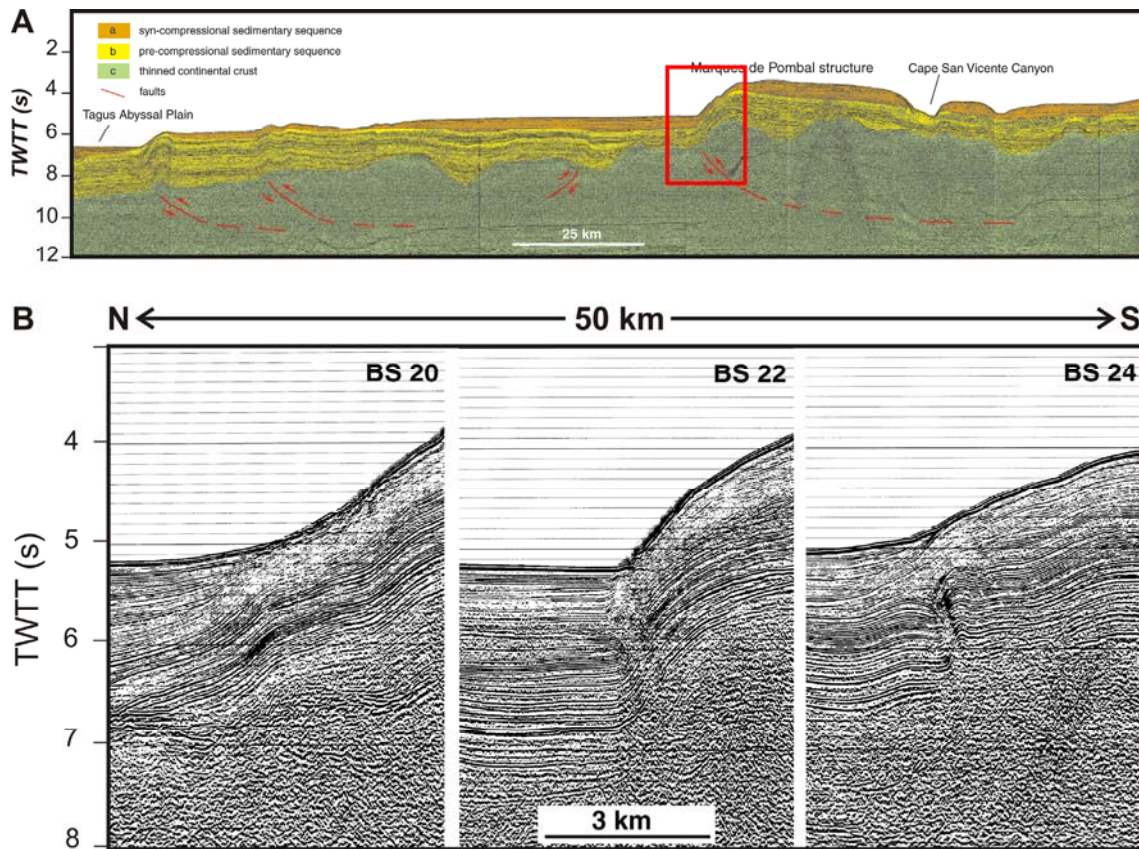 A
a syn-compressional sedimentary sequence
b pre-compressional sedimentary sequence
c thinned continental crust
faults
Marques de Pombal structure
Cape San Vicente Canyon
Tagus Abyssal Plain
TWTT (s)
2
4
6
8
10
12
25 km
B
N 50 km S
BS 20
BS 22
BS 24
TWTT (s)
4
5
6
7
8
3 km